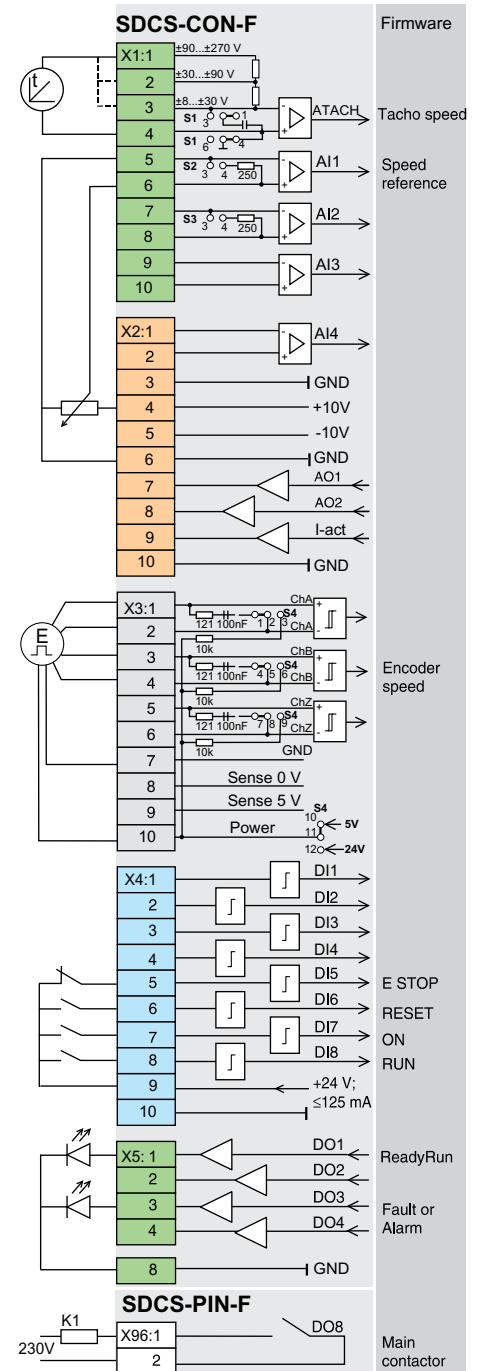 SDCS-CON-F Firmware
X1:1 ±90...±270 V
t
2 ±30...±90 V
3 ±8...±30 V - ATACH Tacho speed
S1 3 1
4 S1 6 4 +
5 S2 3 4 250 - AI1 Speed
6 + reference
7 S3 3 4 250 - AI2
8 +
9 - AI3
10 +
X2:1 - AI4
2 +
3 GND
4 +10V
5 -10V
6 GND
7 AO1
8 AO2
9 I-act
10 GND
X3:1 ChA +
121 100nF 1 2 3 S4
E 2 ChA -
10k
3 ChB +
121 100nF 4 5 6 S4
4 ChB - Encoder
10k speed
5 ChZ +
121 100nF 7 8 9 S4
6 ChZ -
10k
7 GND
8 Sense 0 V
9 Sense 5 V S4
10 5V
10 Power 11
12 24V
X4:1 DI1
2 DI2
3 DI3
4 DI4
5 DI5 E STOP
6 DI6 RESET
7 DI7 ON
8 DI8 RUN
9 +24 V;
≤125 mA
10
X5: 1 DO1 ReadyRun
2 DO2
3 DO3 Fault or
4 DO4 Alarm
8 GND
SDCS-PIN-F
K1 X96:1 DO8 Main
230V 2 contactor